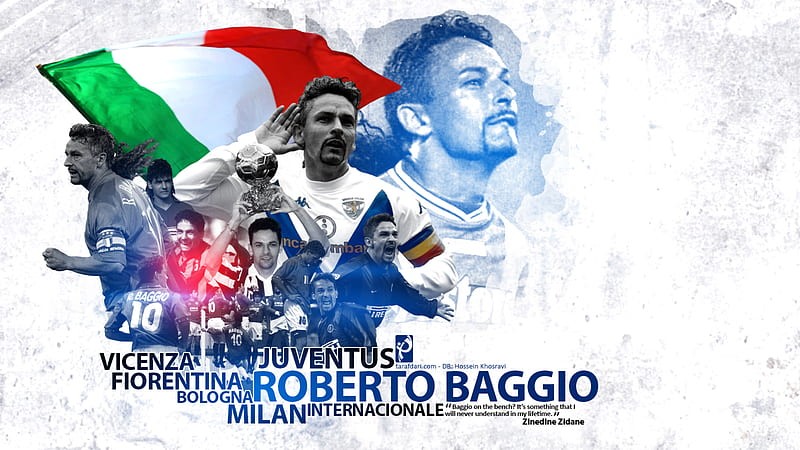 R. BAGGIO
10
10
VICENZA
JUVENTUS
tarafdari.com - DB: Hossein Khosravi
FIORENTINA
ROBERTO BAGGIO
BOLOGNA
MILAN
INTERNACIONALE
"Baggio on the bench? It's something that I
will never understand in my lifetime."
Zinedine Zidane